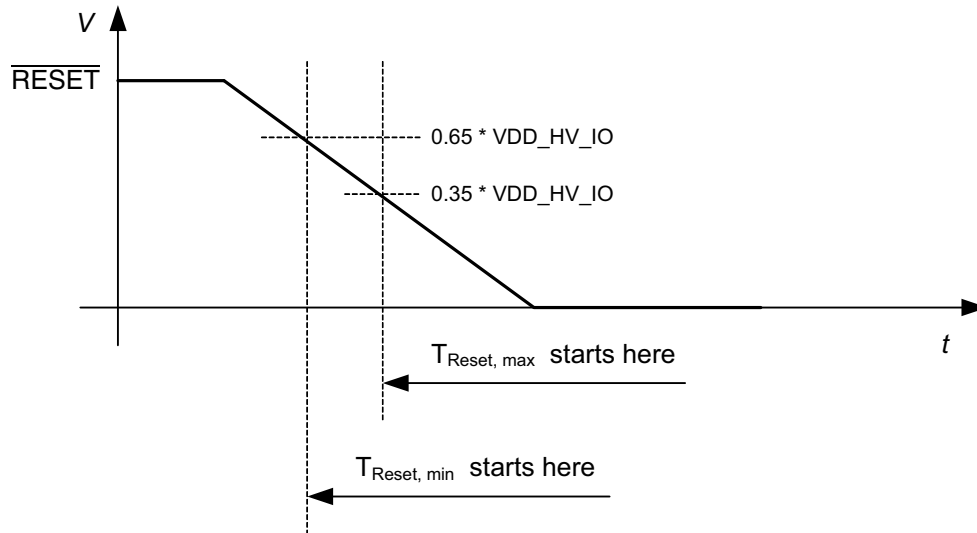 V
RESET
0.65 * VDD_HV_IO
0.35 * VDD_HV_IO
t
TReset, max starts here
TReset, min starts here